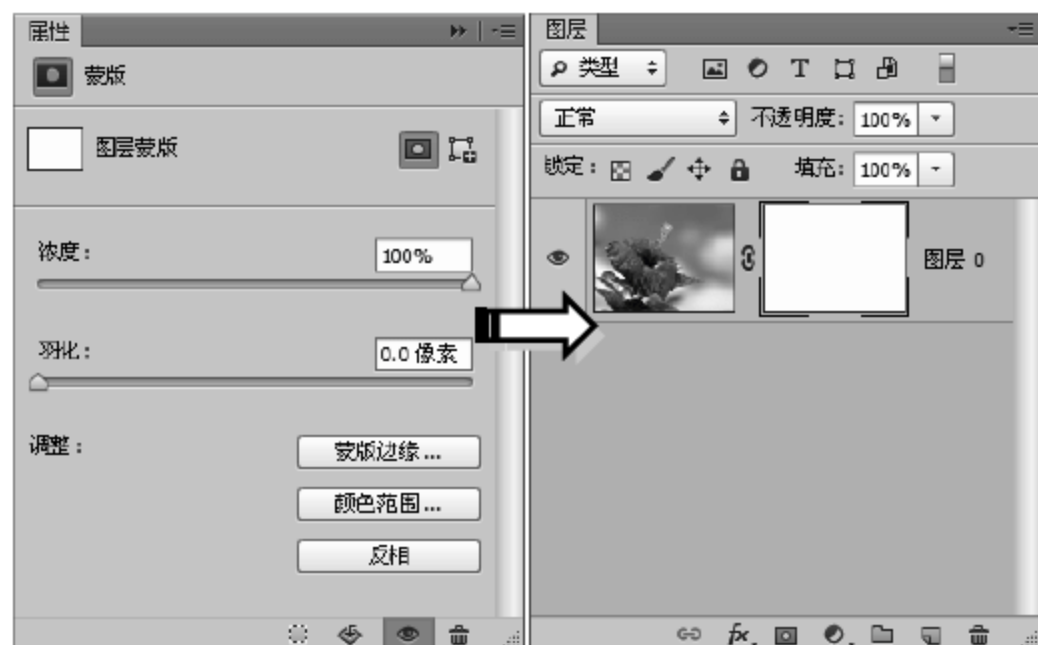 属性
蒙版
图层蒙版
浓度：
100%
羽化：
0.0 像素
调整：
蒙版边缘...
颜色范围...
反相
图层
类型
T
正常
不透明度：
100%
锁定：
填充：
100%
图层 0
fx